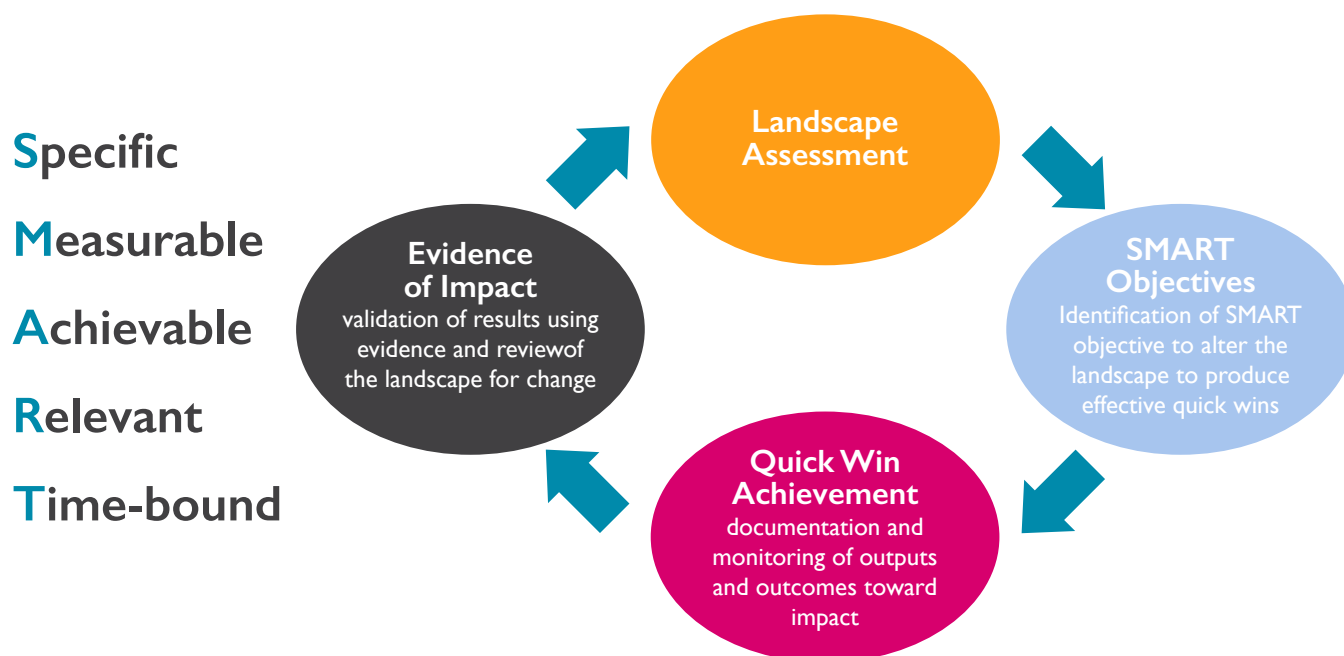 Specific
Measurable
Achievable
Relevant
Time-bound
Landscape
Assessment
SMART
Objectives
Identification of SMART
objective to alter the
landscape to produce
effective quick wins
Quick Win
Achievement
documentation and
monitoring of outputs
and outcomes toward
impact
Evidence
of Impact
validation of results using
evidence and reviewof
the landscape for change